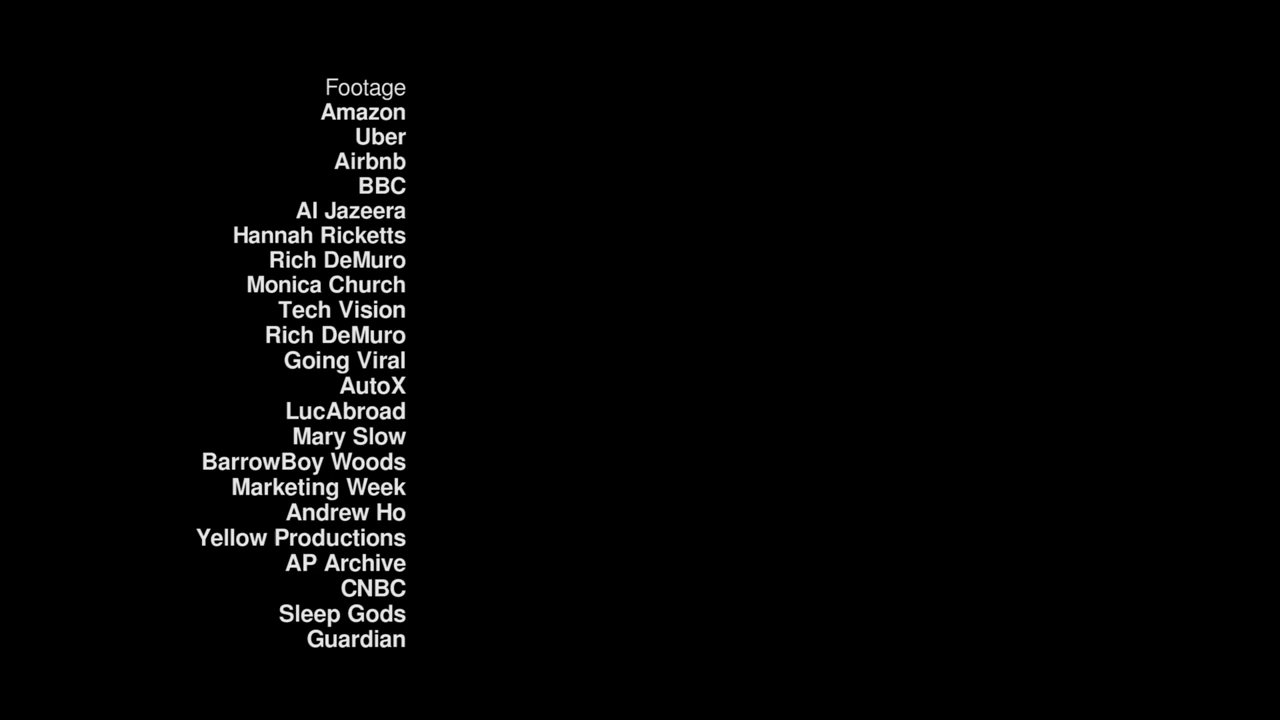 Footage
Amazon
Uber
Airbnb
BBC
Al Jazeera
Hannah Ricketts
Rich DeMuro
Monica Church
Tech Vision
Rich DeMuro
Going Viral
AutoX
LucAbroad
Mary Slow
BarrowBoy Woods
Marketing Week
Andrew Ho
Yellow Productions
AP Archive
CNBC
Sleep Gods
Guardian